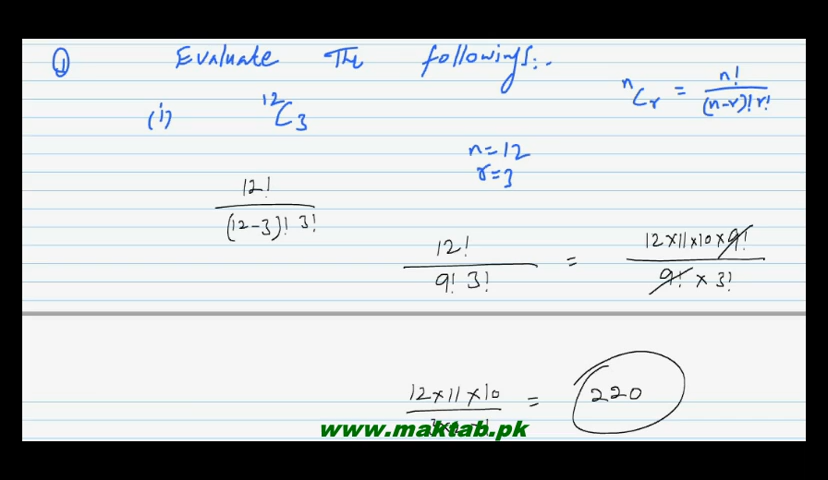 Q Evaluate The followings:-
ⁿCᵣ = n! / (n-r)! r!
(i) ¹²C₃
n=12
r=3
12! / (12-3)! 3!
12! / 9! 3! = 12×11×10×9! / 9! × 3!
12×11×10 / = 220
www.maktab.pk